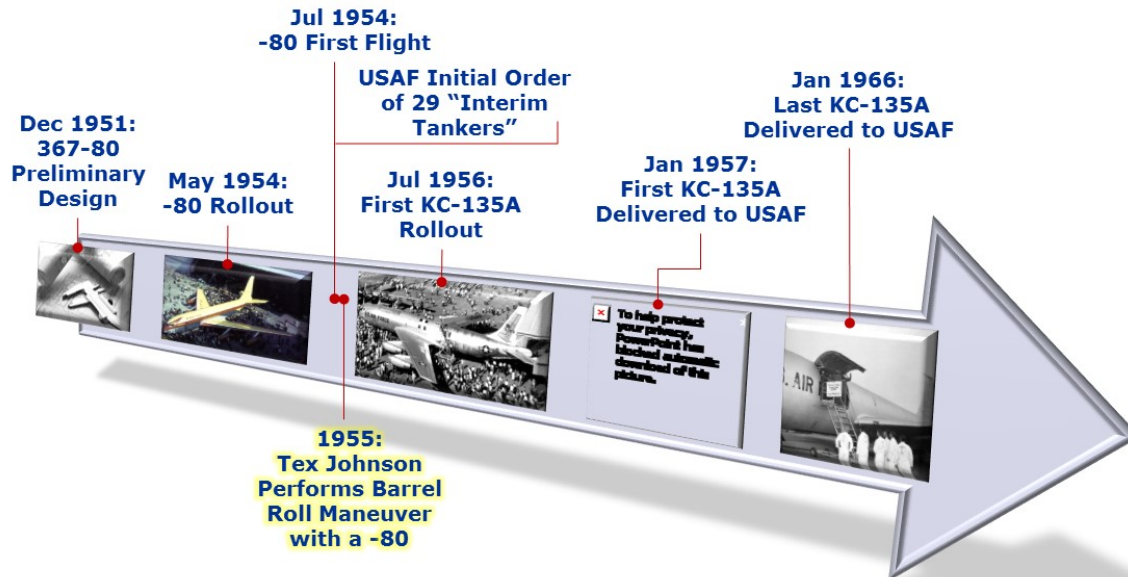 Jul 1954:
-80 First Flight
USAF Initial Order
of 29 “Interim
Tankers”
Jan 1966:
Last KC-135A
Delivered to USAF
Dec 1951:
367-80
Preliminary
Design
May 1954:
-80 Rollout
Jul 1956:
First KC-135A
Rollout
Jan 1957:
First KC-135A
Delivered to USAF
To help protect
your privacy,
PowerPoint has
blocked automatic
download of this
picture.
AIR
1955:
Tex Johnson
Performs Barrel
Roll Maneuver
with a -80